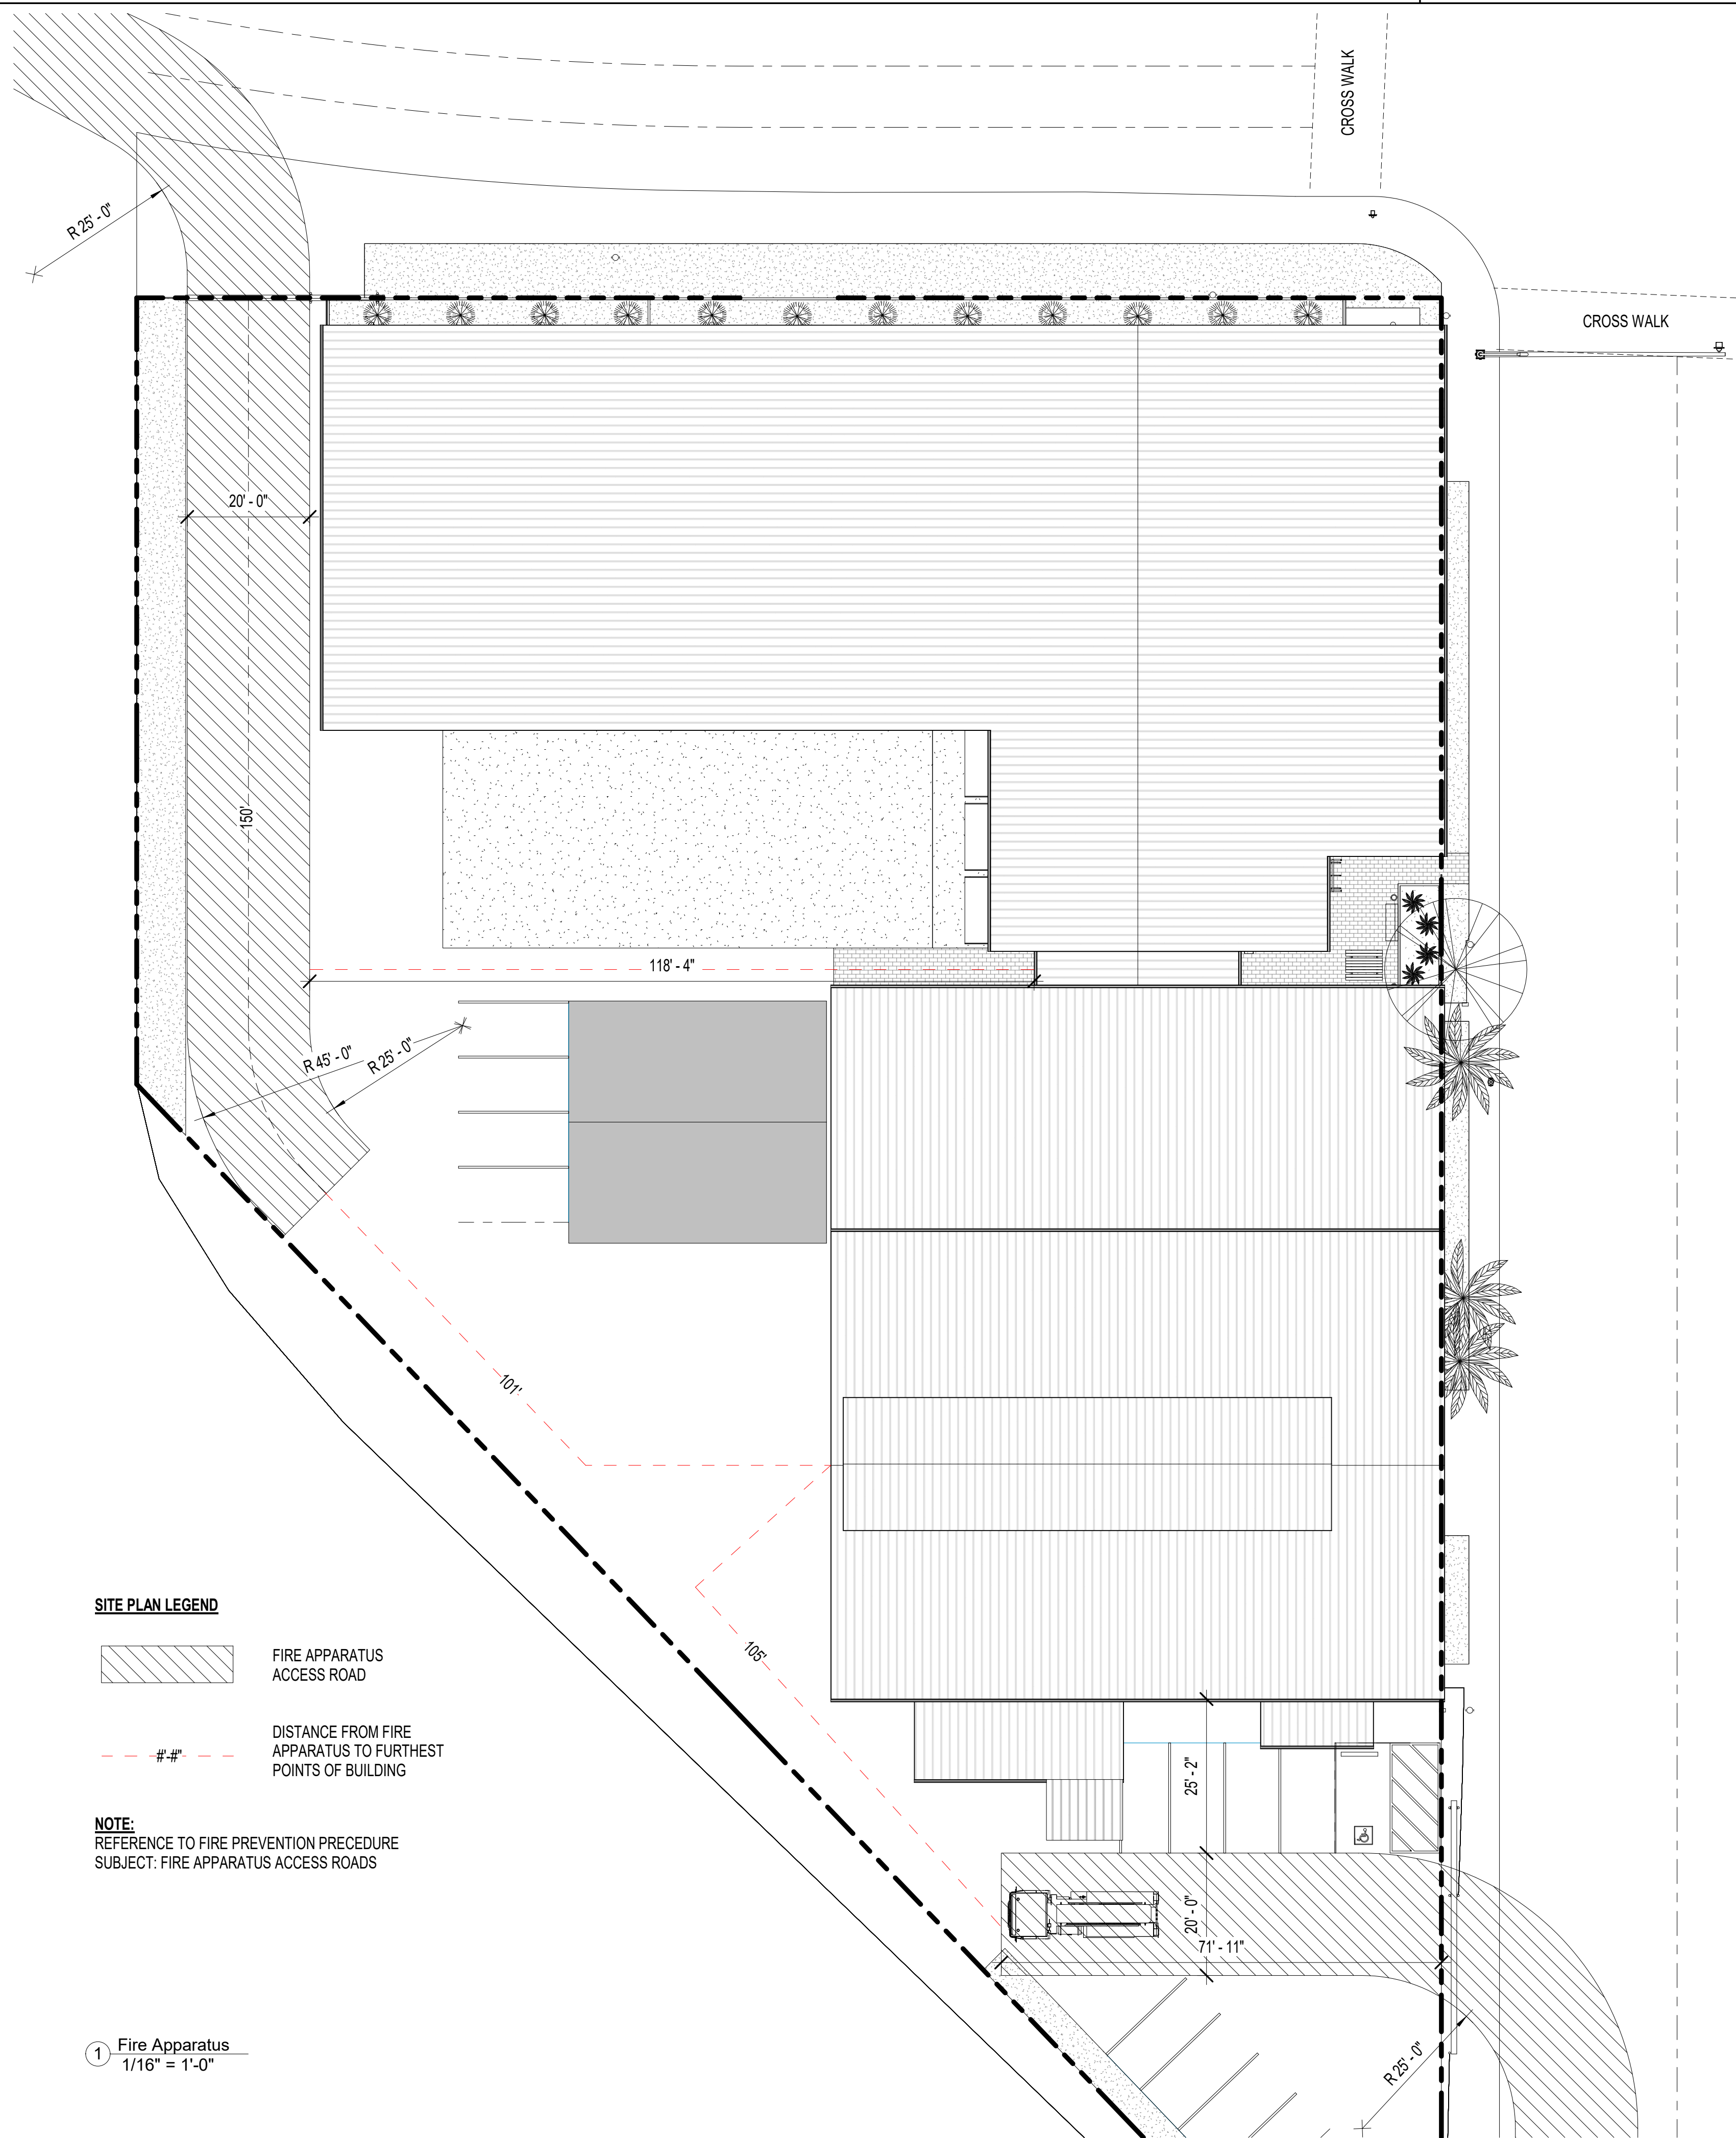 CROSS WALK
R 25' - 0"
CROSS WALK
20' - 0"
150'
118' - 4"
R 45' - 0"
R 25' - 0"
101'
105'
SITE PLAN LEGEND
FIRE APPARATUS
ACCESS ROAD
#'-#"
DISTANCE FROM FIRE
APPARATUS TO FURTHEST
POINTS OF BUILDING
NOTE:
REFERENCE TO FIRE PREVENTION PRECEDURE
SUBJECT: FIRE APPARATUS ACCESS ROADS
25' - 2"
20' - 0"
71' - 11"
R 25' - 0"
1 Fire Apparatus
1/16" = 1'-0"